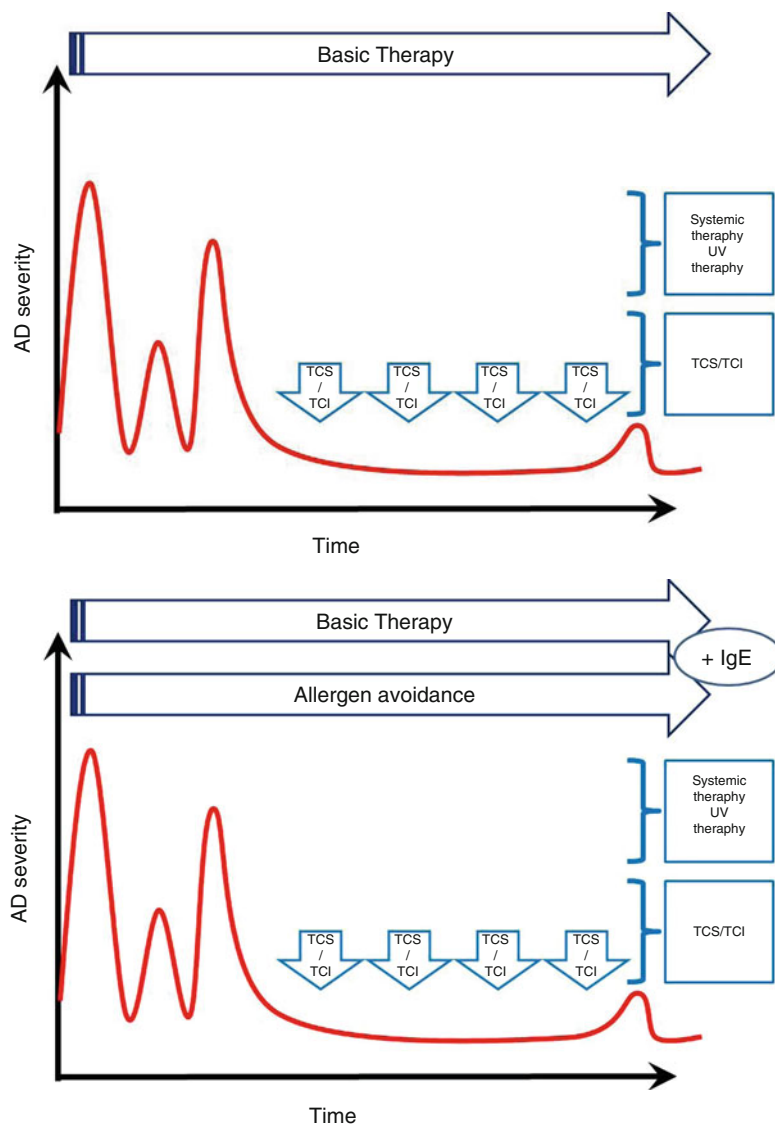 Basic Therapy
AD severity
Systemic
theraphy
UV
theraphy
TCS/TCI
TCS
/
TCI
TCS
/
TCI
TCS
/
TCI
TCS
/
TCI
Time
Basic Therapy
+ IgE
Allergen avoidance
AD severity
Systemic
theraphy
UV
theraphy
TCS/TCI
TCS
/
TCI
TCS
/
TCI
TCS
/
TCI
TCS
/
TCI
Time